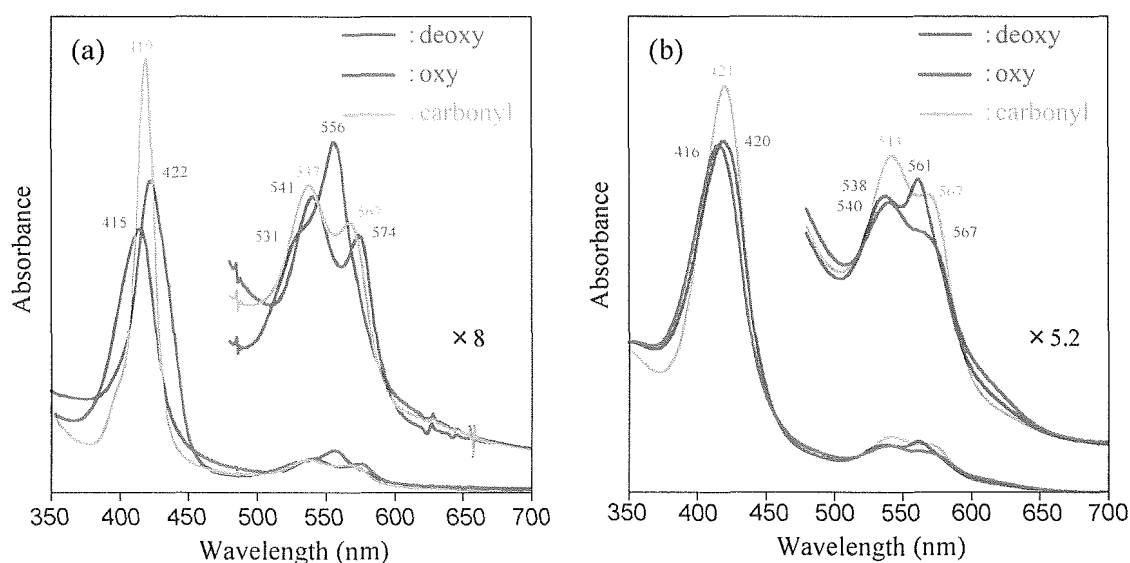 (a)
: deoxy
: oxy
: carbonyl
419
422
415
556
541
531
567
574
× 8
Absorbance
350 400 450 500 550 600 650 700
Wavelength (nm)
(b)
: deoxy
: oxy
: carbonyl
421
416
420
543
561
538
540
567
567
× 5.2
Absorbance
350 400 450 500 550 600 650 700
Wavelength (nm)